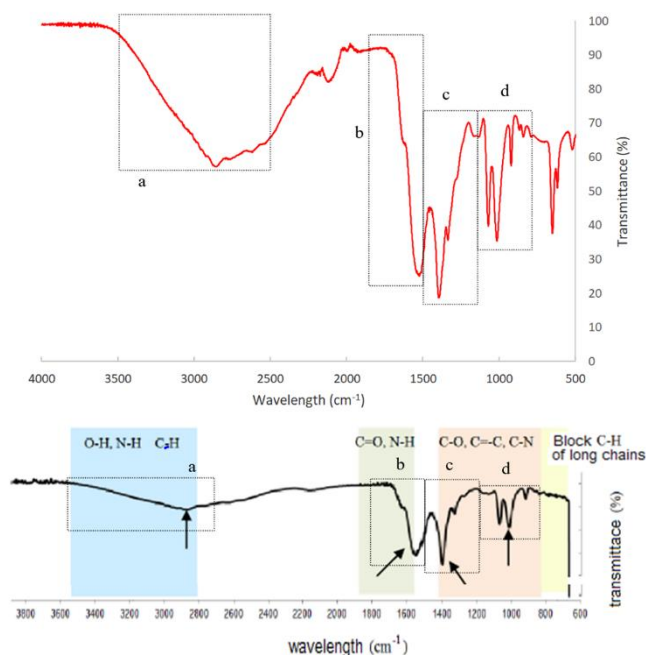 100
90
80
70
60
50
40
30
20
10
0
Transmittance (%)
a
b
c
d
4000
3500
3000
2500
2000
1500
1000
500
Wavelength (cm⁻¹)
O-H, N-H
C=O, N-H
C-O, C=-C, C-N
Block C-H
of long chains
a
b
c
d
transmittace (%)
3800 3600 3400 3200 3000 2800 2600 2400 2200 2000 1800 1600 1400 1200 1000 800 600
wavelength (cm⁻¹)